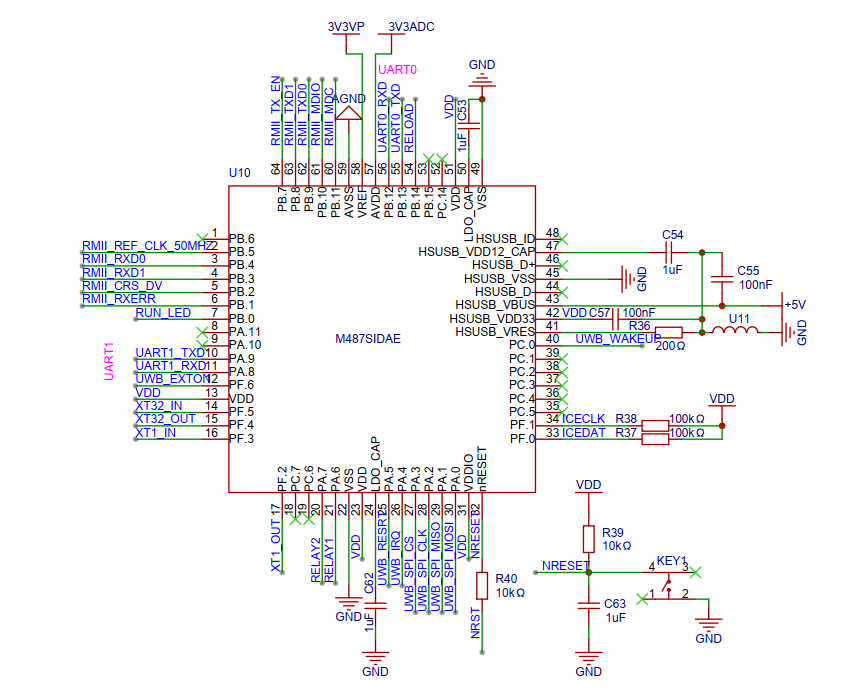 3V3VP
3V3ADC
UART0
GND
RMII_TX_EN
RMII_TXD1
RMII_TXD0
RMII_MDIO
RMII_MDC
AGND
UART0_RXD
UART0_TXD
RELOAD
VDD
C53
1uF
U10
64
63
62
61
60
59
58
57
56
55
54
53
52
51
50
49
PB.7
PB.8
PB.9
PB.10
PB.11
AVSS
VREF
AVDD
PB.12
PB.13
PB.14
PB.15
PC.14
VDD
LDO_CAP
VSS
1 PB.6
RMII_REF_CLK_50MHZ 2 PB.5
RMII_RXD0 3 PB.4
RMII_RXD1 4 PB.3
RMII_CRS_DV 5 PB.2
RMII_RXERR 6 PB.1
RUN_LED 7 PB.0
8 PA.11
9 PA.10
UART1_TXD 10 PA.9
UART1_RXD 11 PA.8
UWB_EXTON 12 PF.6
VDD 13 VDD
XT32_IN 14 PF.5
XT32_OUT 15 PF.4
XT1_IN 16 PF.3
UART1
M487SIDAE
HSUSB_ID 48
HSUSB_VDD12_CAP 47
HSUSB_D+ 46
HSUSB_VSS 45
HSUSB_D- 44
HSUSB_VBUS 43
HSUSB_VDD33 42 VDD C57 100nF
HSUSB_VRES 41 R36
200Ω
PC.0 40 UWB_WAKEUP
PC.1 39
PC.2 38
PC.3 37
PC.4 36
PC.5 35
PF.1 34 ICECLK R38 100kΩ
PF.0 33 ICEDAT R37 100kΩ
C54
1uF
C55
100nF
GND
+5V
U11
GND
VDD
PF.2
PC.7
PC.6
PA.7
PA.6
VSS
VDD
LDO_CAP
PA.5
PA.4
PA.3
PA.2
PA.1
PA.0
VDDIO
nRESET
17
18
19
20
21
22
23
24
25
26
27
28
29
30
31
32
XT1_OUT
RELAY2
RELAY1
VDD
UWB_RESRT
UWB_IRQ
UWB_SPI_CS
UWB_SPI_CLK
UWB_SPI_MISO
UWB_SPI_MOSI
VDD
NRESET
GND
C62
1uF
GND
R40
10kΩ
NRST
VDD
R39
10kΩ
NRESET
KEY1
4 3
1 2
C63
1uF
GND
GND